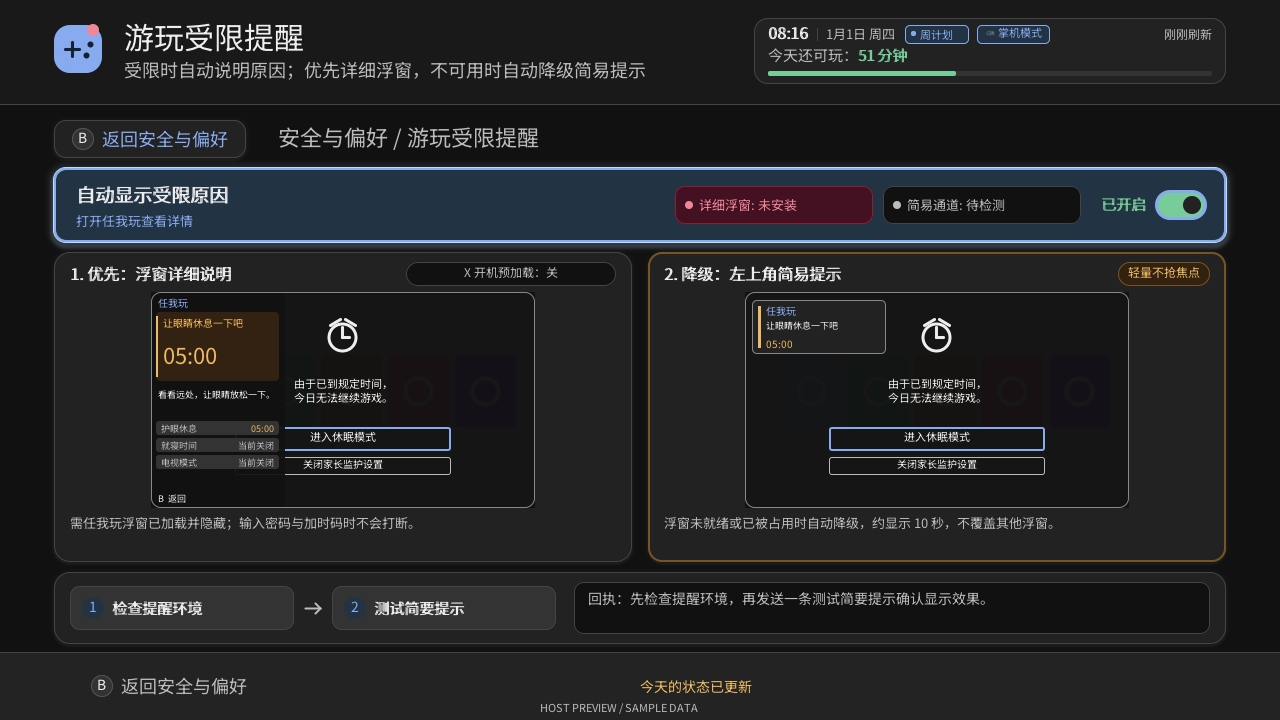 游玩受限提醒
受限时自动说明原因；优先详细浮窗，不可用时自动降级简易提示
08:16 | 1月1日 周四 周计划 掌机模式 刚刚刷新
今天还可玩：51 分钟
B 返回安全与偏好 安全与偏好 / 游玩受限提醒
自动显示受限原因
打开任我玩查看详情
详细浮窗: 未安装 简易通道: 待检测 已开启
1. 优先：浮窗详细说明 X 开机预加载：关
任我玩
让眼睛休息一下吧
05:00
看看远处，让眼睛放松一下。
护眼休息 05:00
就寝时间 当前关闭
电视模式 当前关闭
B 返回
由于已到规定时间，
今日无法继续游戏。
进入休眠模式
关闭家长监护设置
需任我玩浮窗已加载并隐藏；输入密码与加时码时不会打断。
2. 降级：左上角简易提示 轻量不抢焦点
任我玩
让眼睛休息一下吧
05:00
由于已到规定时间，
今日无法继续游戏。
进入休眠模式
关闭家长监护设置
浮窗未就绪或已被占用时自动降级，约显示 10 秒，不覆盖其他浮窗。
1 检查提醒环境 → 2 测试简要提示
回执：先检查提醒环境，再发送一条测试简要提示确认显示效果。
B 返回安全与偏好 今天的状态已更新
HOST PREVIEW / SAMPLE DATA